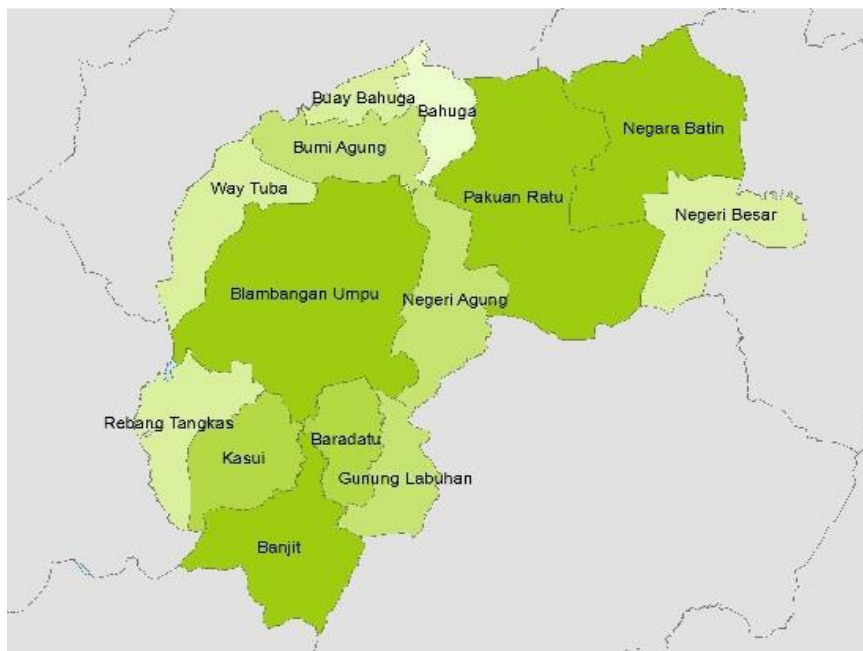 Buay Bahuga
Bahuga
Negara Batin
Bumi Agung
Way Tuba
Pakuan Ratu
Negeri Besar
Blambangan Umpu
Negeri Agung
Rebang Tangkas
Baradatu
Kasui
Gunung Labuhan
Banjit